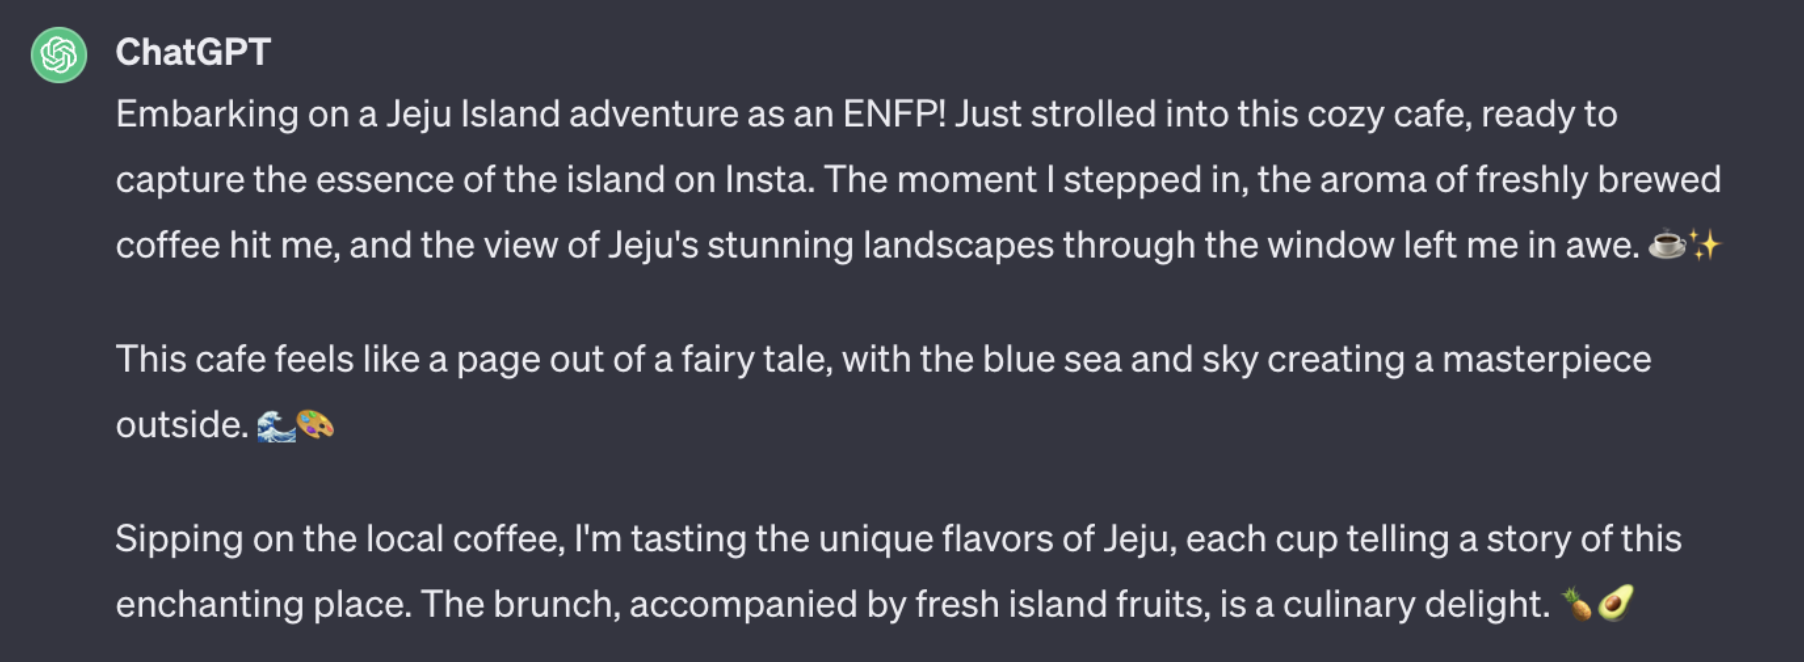 ChatGPT
Embarking on a Jeju Island adventure as an ENFP! Just strolled into this cozy cafe, ready to
capture the essence of the island on Insta. The moment I stepped in, the aroma of freshly brewed
coffee hit me, and the view of Jeju's stunning landscapes through the window left me in awe. ☕✨
This cafe feels like a page out of a fairy tale, with the blue sea and sky creating a masterpiece
outside. 🌊🎨
Sipping on the local coffee, I'm tasting the unique flavors of Jeju, each cup telling a story of this
enchanting place. The brunch, accompanied by fresh island fruits, is a culinary delight. 🍍🥑